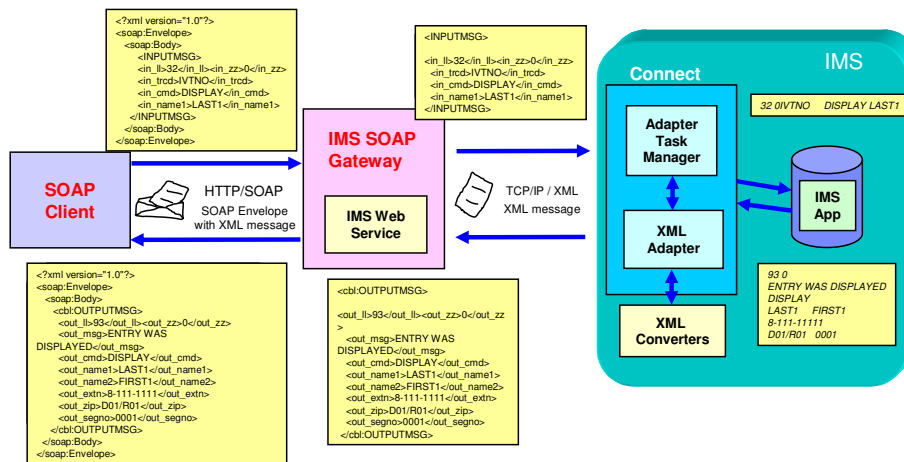 <?xml version="1.0"?>
<soap:Envelope>
<soap:Body>
<INPUTMSG>
<in_ll>32</in_ll><in_zz>0</in_zz>
<in_trcd>IVTNO</in_trcd>
<in_cmd>DISPLAY</in_cmd>
<in_name1>LAST1</in_name1>
</INPUTMSG>
</soap:Body>
</soap:Envelope>
<INPUTMSG>
<in_ll>32</in_ll><in_zz>0</in_zz>
<in_trcd>IVTNO</in_trcd>
<in_cmd>DISPLAY</in_cmd>
<in_name1>LAST1</in_name1>
</INPUTMSG>
IMS
Connect
32 0IVTNO DISPLAY LAST1
SOAP
Client
HTTP/SOAP
SOAP Envelope
with XML message
IMS SOAP
Gateway
IMS Web
Service
TCP/IP / XML
XML message
Adapter
Task
Manager
XML
Adapter
XML
Converters
IMS
App
93 0
ENTRY WAS DISPLAYED
DISPLAY
LAST1 FIRST1
8-111-11111
D01/R01 0001
<?xml version="1.0"?>
<soap:Envelope>
<soap:Body>
<cbl:OUTPUTMSG>
<out_ll>93</out_ll><out_zz>0</out_zz>
<out_msg>ENTRY WAS
DISPLAYED</out_msg>
<out_cmd>DISPLAY</out_cmd>
<out_name1>LAST1</out_name1>
<out_name2>FIRST1</out_name2>
<out_extn>8-111-1111</out_extn>
<out_zip>D01/R01</out_zip>
<out_segno>0001</out_segno>
</cbl:OUTPUTMSG>
</soap:Body>
</soap:Envelope>
<cbl:OUTPUTMSG>
<out_ll>93</out_ll><out_zz>0</out_zz
>
<out_msg>ENTRY WAS
DISPLAYED</out_msg>
<out_cmd>DISPLAY</out_cmd>
<out_name1>LAST1</out_name1>
<out_name2>FIRST1</out_name2>
<out_extn>8-111-1111</out_extn>
<out_zip>D01/R01</out_zip>
<out_segno>0001</out_segno>
</cbl:OUTPUTMSG>